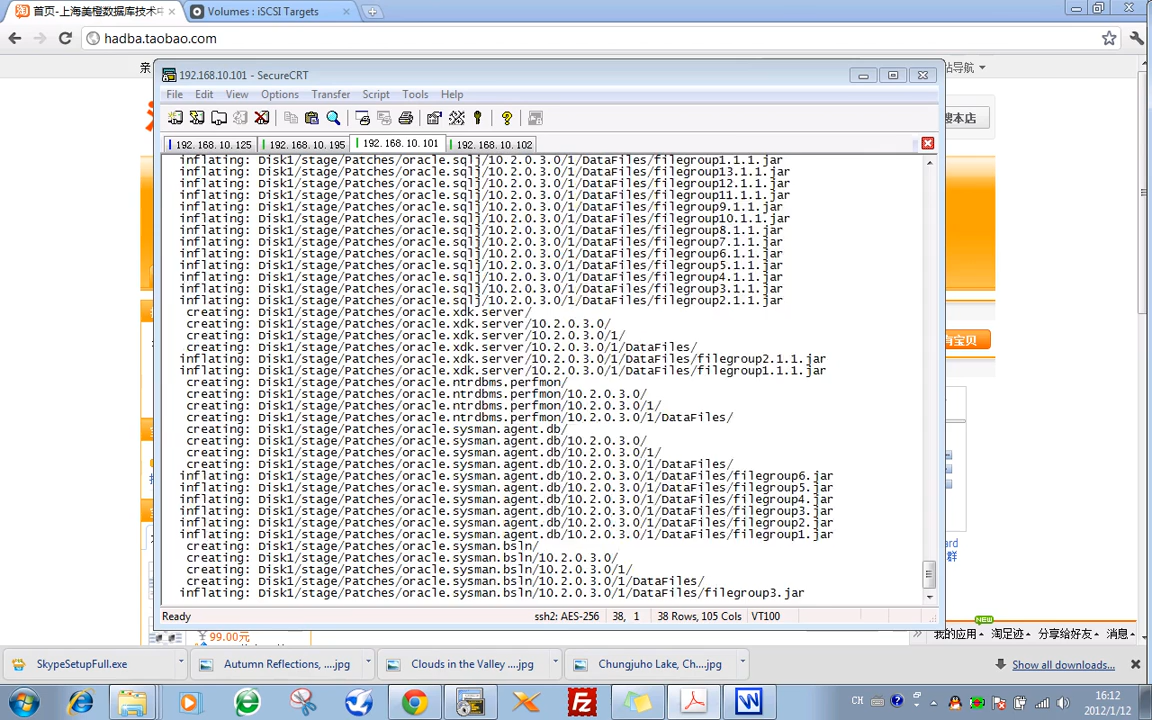 首页-上海美橙数据库技术中
Volumes : iSCSI Targets
hadba.taobao.com
亲
站导航
192.168.10.101 - SecureCRT
File Edit View Options Transfer Script Tools Help
搜本店
192.168.10.125 192.168.10.195 192.168.10.101 192.168.10.102
inflating: Disk1/stage/Patches/oracle.sqlj/10.2.0.3.0/1/DataFiles/filegroup1.1.1.jar
inflating: Disk1/stage/Patches/oracle.sqlj/10.2.0.3.0/1/DataFiles/filegroup13.1.1.jar
inflating: Disk1/stage/Patches/oracle.sqlj/10.2.0.3.0/1/DataFiles/filegroup12.1.1.jar
inflating: Disk1/stage/Patches/oracle.sqlj/10.2.0.3.0/1/DataFiles/filegroup11.1.1.jar
inflating: Disk1/stage/Patches/oracle.sqlj/10.2.0.3.0/1/DataFiles/filegroup9.1.1.jar
inflating: Disk1/stage/Patches/oracle.sqlj/10.2.0.3.0/1/DataFiles/filegroup10.1.1.jar
inflating: Disk1/stage/Patches/oracle.sqlj/10.2.0.3.0/1/DataFiles/filegroup8.1.1.jar
inflating: Disk1/stage/Patches/oracle.sqlj/10.2.0.3.0/1/DataFiles/filegroup7.1.1.jar
inflating: Disk1/stage/Patches/oracle.sqlj/10.2.0.3.0/1/DataFiles/filegroup6.1.1.jar
inflating: Disk1/stage/Patches/oracle.sqlj/10.2.0.3.0/1/DataFiles/filegroup5.1.1.jar
inflating: Disk1/stage/Patches/oracle.sqlj/10.2.0.3.0/1/DataFiles/filegroup4.1.1.jar
inflating: Disk1/stage/Patches/oracle.sqlj/10.2.0.3.0/1/DataFiles/filegroup3.1.1.jar
inflating: Disk1/stage/Patches/oracle.sqlj/10.2.0.3.0/1/DataFiles/filegroup2.1.1.jar
creating: Disk1/stage/Patches/oracle.xdk.server/
creating: Disk1/stage/Patches/oracle.xdk.server/10.2.0.3.0/
creating: Disk1/stage/Patches/oracle.xdk.server/10.2.0.3.0/1/
creating: Disk1/stage/Patches/oracle.xdk.server/10.2.0.3.0/1/DataFiles/
inflating: Disk1/stage/Patches/oracle.xdk.server/10.2.0.3.0/1/DataFiles/filegroup2.1.1.jar
inflating: Disk1/stage/Patches/oracle.xdk.server/10.2.0.3.0/1/DataFiles/filegroup1.1.1.jar
creating: Disk1/stage/Patches/oracle.ntrdbms.perfmon/
creating: Disk1/stage/Patches/oracle.ntrdbms.perfmon/10.2.0.3.0/
creating: Disk1/stage/Patches/oracle.ntrdbms.perfmon/10.2.0.3.0/1/
creating: Disk1/stage/Patches/oracle.ntrdbms.perfmon/10.2.0.3.0/1/DataFiles/
creating: Disk1/stage/Patches/oracle.sysman.agent.db/
creating: Disk1/stage/Patches/oracle.sysman.agent.db/10.2.0.3.0/
creating: Disk1/stage/Patches/oracle.sysman.agent.db/10.2.0.3.0/1/
creating: Disk1/stage/Patches/oracle.sysman.agent.db/10.2.0.3.0/1/DataFiles/
inflating: Disk1/stage/Patches/oracle.sysman.agent.db/10.2.0.3.0/1/DataFiles/filegroup6.jar
inflating: Disk1/stage/Patches/oracle.sysman.agent.db/10.2.0.3.0/1/DataFiles/filegroup5.jar
inflating: Disk1/stage/Patches/oracle.sysman.agent.db/10.2.0.3.0/1/DataFiles/filegroup4.jar
inflating: Disk1/stage/Patches/oracle.sysman.agent.db/10.2.0.3.0/1/DataFiles/filegroup3.jar
inflating: Disk1/stage/Patches/oracle.sysman.agent.db/10.2.0.3.0/1/DataFiles/filegroup2.jar
inflating: Disk1/stage/Patches/oracle.sysman.agent.db/10.2.0.3.0/1/DataFiles/filegroup1.jar
creating: Disk1/stage/Patches/oracle.sysman.bsln/
creating: Disk1/stage/Patches/oracle.sysman.bsln/10.2.0.3.0/
creating: Disk1/stage/Patches/oracle.sysman.bsln/10.2.0.3.0/1/
creating: Disk1/stage/Patches/oracle.sysman.bsln/10.2.0.3.0/1/DataFiles/
inflating: Disk1/stage/Patches/oracle.sysman.bsln/10.2.0.3.0/1/DataFiles/filegroup3.jar
宝贝
ard
群
Ready ssh2: AES-256 38, 1 38 Rows, 105 Cols VT100
NEW
¥99.00元
我的应用 淘足迹 分享给好友 消息
SkypeSetupFull.exe Autumn Reflections, ....jpg Clouds in the Valley ....jpg Chungjuho Lake, Ch....jpg Show all downloads...
CH
16:12
2012/1/12